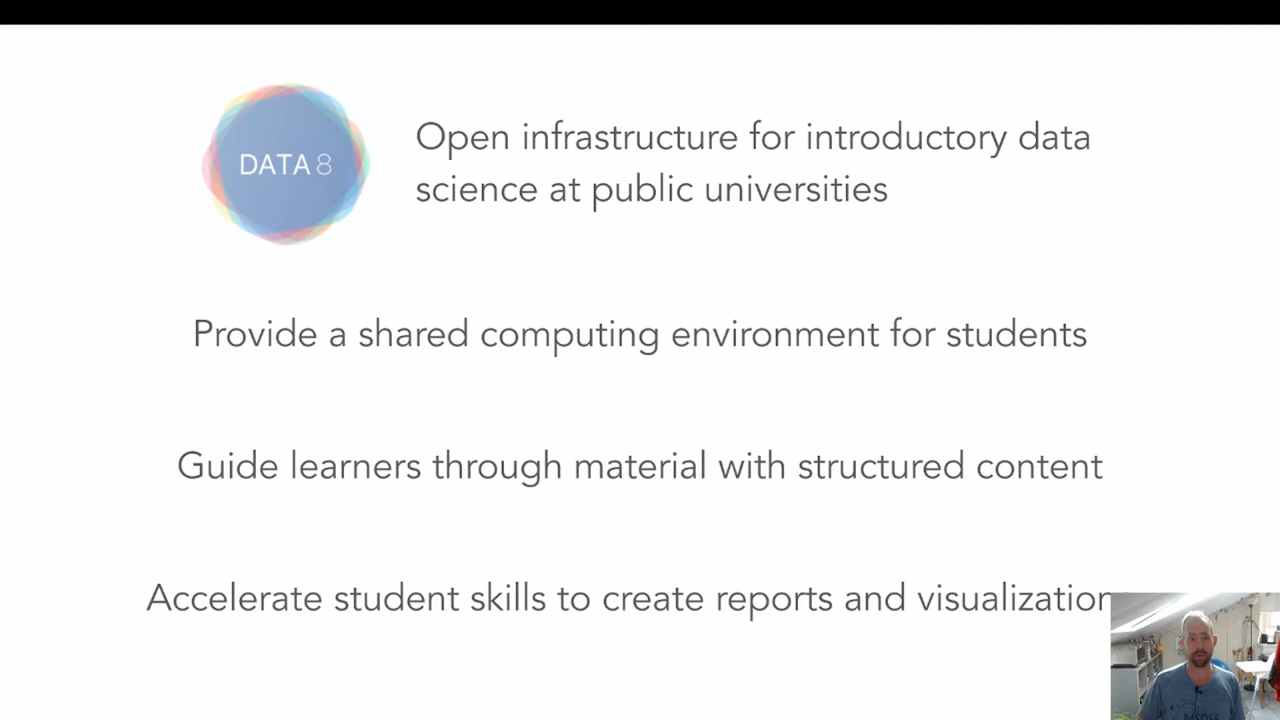 DATA 8
Open infrastructure for introductory data
science at public universities
Provide a shared computing environment for students
Guide learners through material with structured content
Accelerate student skills to create reports and visualization